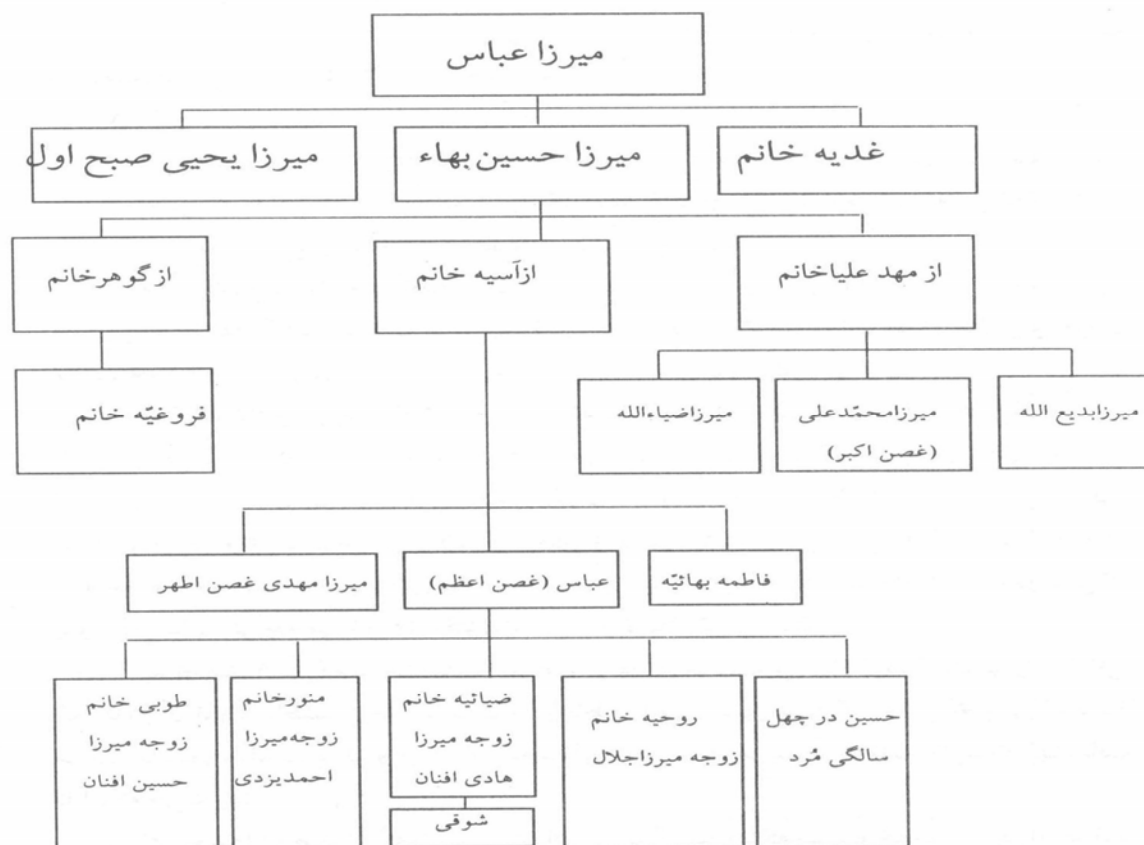 میرزا عباس
غدیه خانم
میرزا حسین بهاء
میرزا یحیی صبح اول
از مهد علیاخانم
ازآسیه خانم
ازگوهرخانم
میرزابدیع الله
میرزامحمّدعلی
(غصن اکبر)
میرزاضیاءالله
فروغیّه خانم
فاطمه بهائیّه
عباس (غصن اعظم)
میرزا مهدی غصن اطهر
حسین در چهل
سالگی مُرد
روحیه خانم
زوجه میرزاجلال
ضیائیه خانم
زوجه میرزا
هادی افنان
شوقی
منورخانم
زوجه میرزا
احمدیزدی
طوبی خانم
زوجه میرزا
حسین افنان